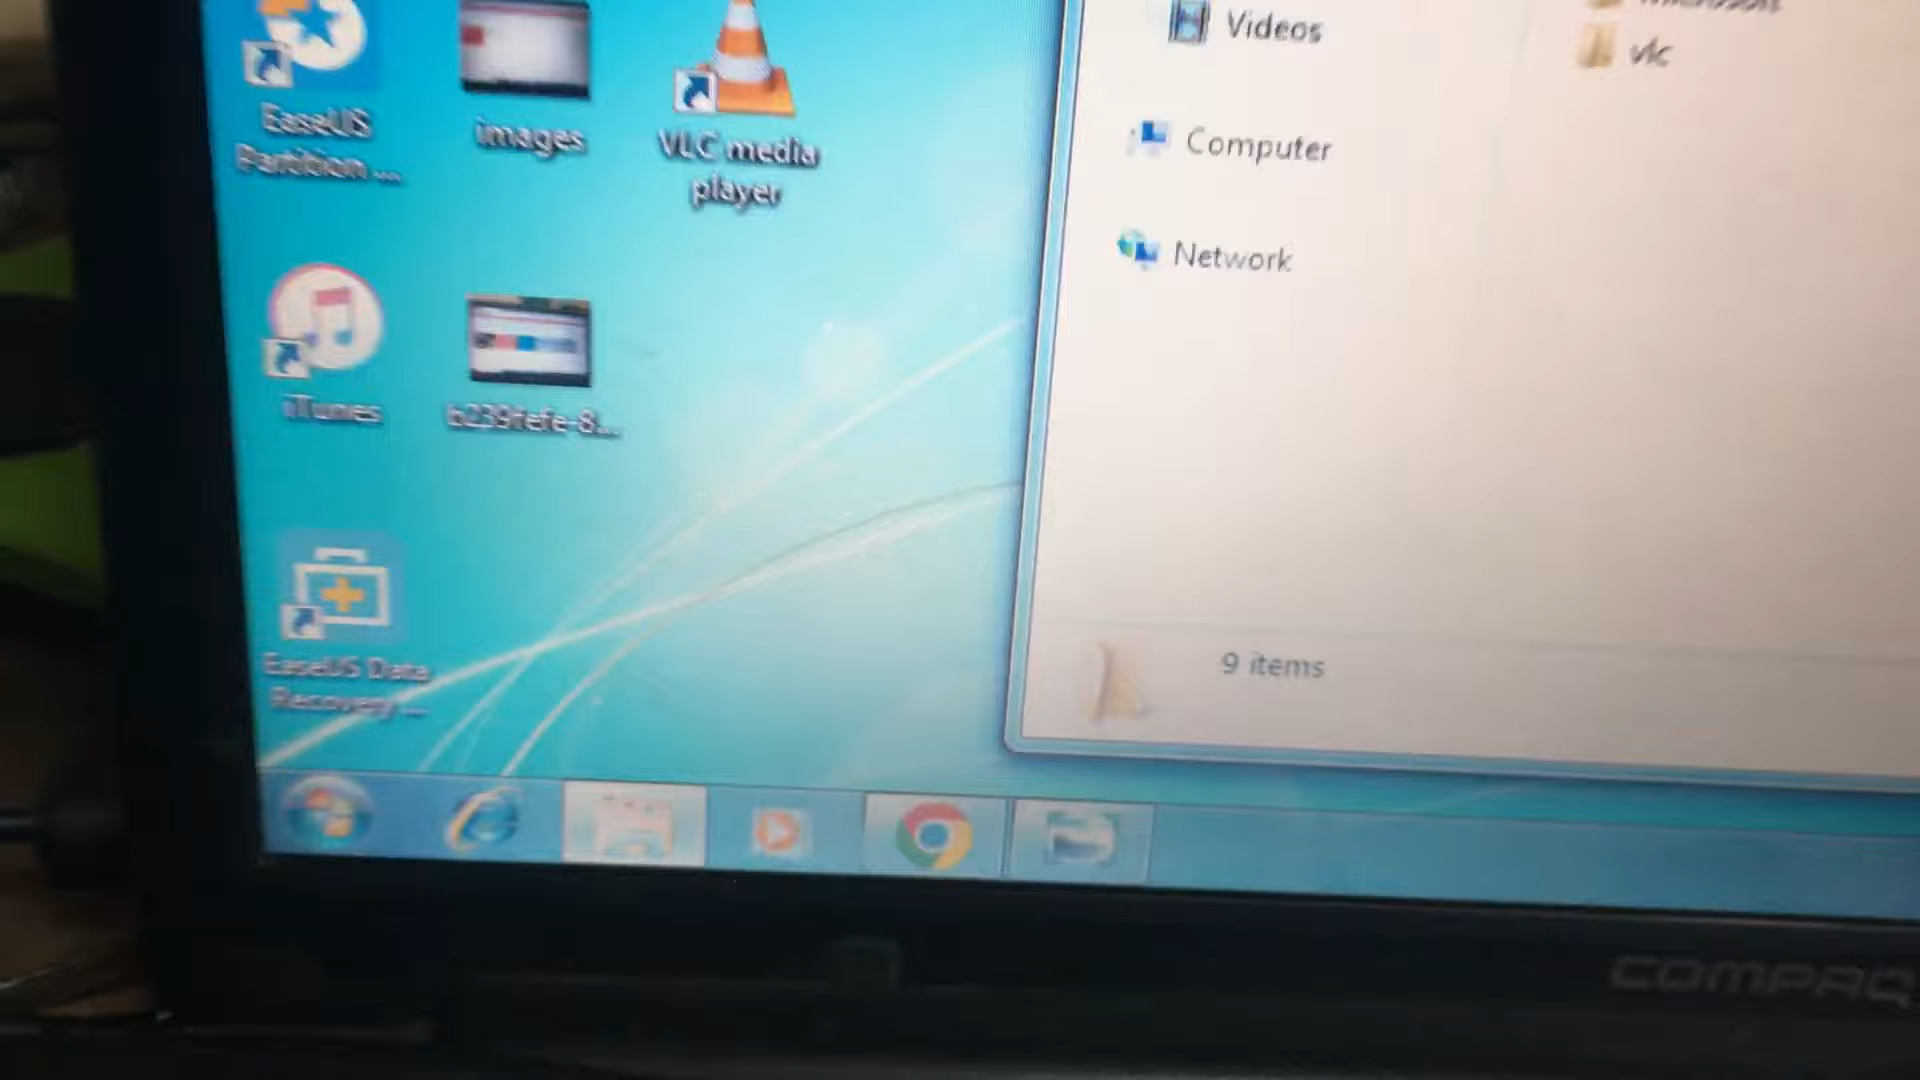 EaseUS
Partition ...
images
VLC media
player
iTunes
b239fefe-8...
EaseUS Data
Recovery ...
Videos
Computer
Network
microsoft
vlc
9 items
COMPAQ